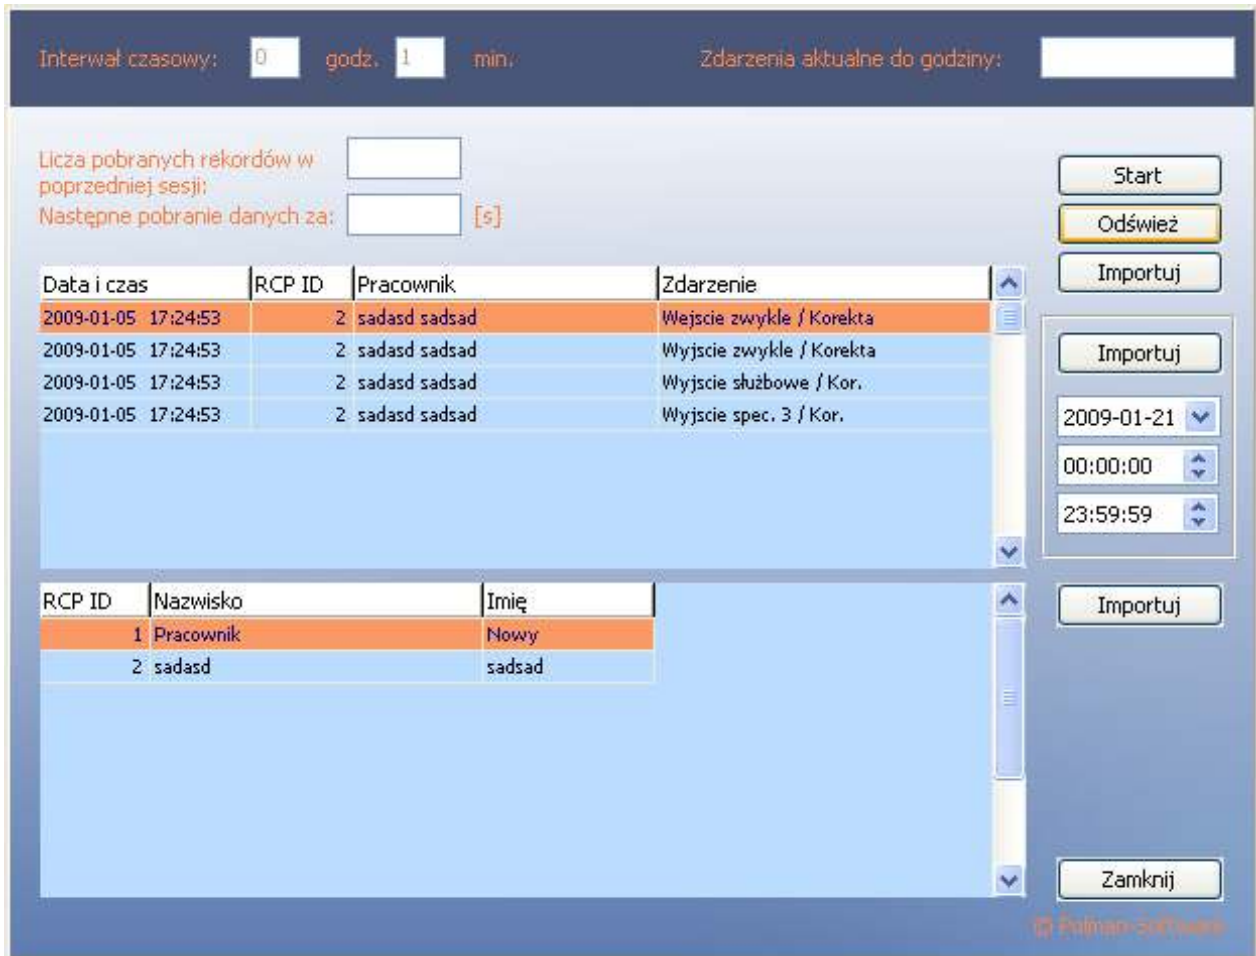 Interwał czasowy: 0 godz. 1 min. Zdarzenia aktualne do godziny:
Licza pobranych rekordów w
poprzedniej sesji:
Następne pobranie danych za: [s]
Start
Odśwież
Importuj
Data i czas RCP ID Pracownik Zdarzenie
2009-01-05 17:24:53 2 sadasd sadsad Wejscie zwykle / Korekta
2009-01-05 17:24:53 2 sadasd sadsad Wyjscie zwykle / Korekta
2009-01-05 17:24:53 2 sadasd sadsad Wyjscie służbowe / Kor.
2009-01-05 17:24:53 2 sadasd sadsad Wyjscie spec. 3 / Kor.
Importuj
2009-01-21
00:00:00
23:59:59
RCP ID Nazwisko Imię
1 Pracownik Nowy
2 sadasd sadsad
Importuj
Zamknij
© Polman-Software